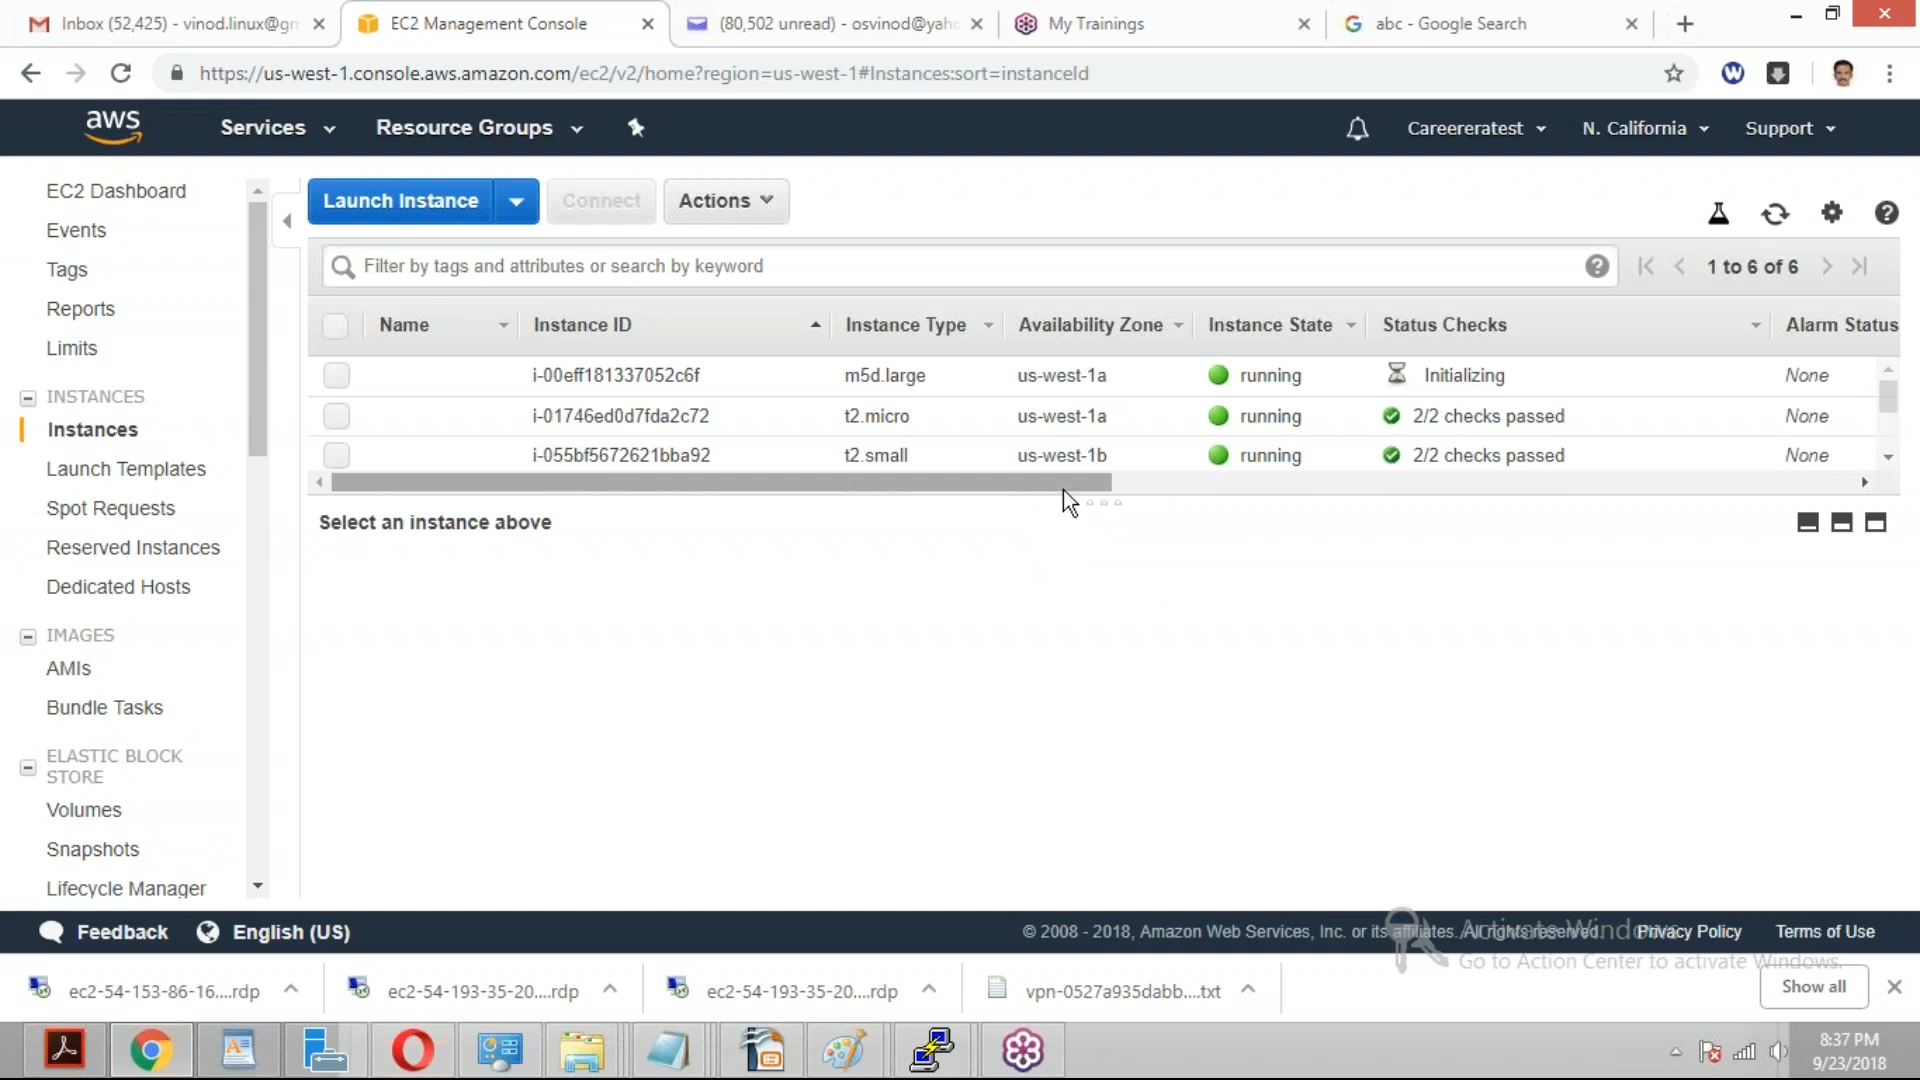 Inbox (52,425) - vinod.linux@gm
EC2 Management Console
(80,502 unread) - osvinod@yaho
My Trainings
abc - Google Search
https://us-west-1.console.aws.amazon.com/ec2/v2/home?region=us-west-1#Instances:sort=instanceId
aws
Services
Resource Groups
Careereratest
N. California
Support
EC2 Dashboard
Events
Tags
Reports
Limits
INSTANCES
Instances
Launch Templates
Spot Requests
Reserved Instances
Dedicated Hosts
IMAGES
AMIs
Bundle Tasks
ELASTIC BLOCK
STORE
Volumes
Snapshots
Lifecycle Manager
Launch Instance
Connect
Actions
Filter by tags and attributes or search by keyword
1 to 6 of 6
Name Instance ID Instance Type Availability Zone Instance State Status Checks Alarm Status
i-00eff181337052c6f m5d.large us-west-1a running Initializing None
i-01746ed0d7fda2c72 t2.micro us-west-1a running 2/2 checks passed None
i-055bf5672621bba92 t2.small us-west-1b running 2/2 checks passed None
Select an instance above
Feedback
English (US)
© 2008 - 2018, Amazon Web Services, Inc. or its affiliates. All rights reserved.
Privacy Policy
Terms of Use
Activate Windows
Go to Action Center to activate Windows.
ec2-54-153-86-16....rdp
ec2-54-193-35-20....rdp
ec2-54-193-35-20....rdp
vpn-0527a935dabb....txt
Show all
8:37 PM
9/23/2018